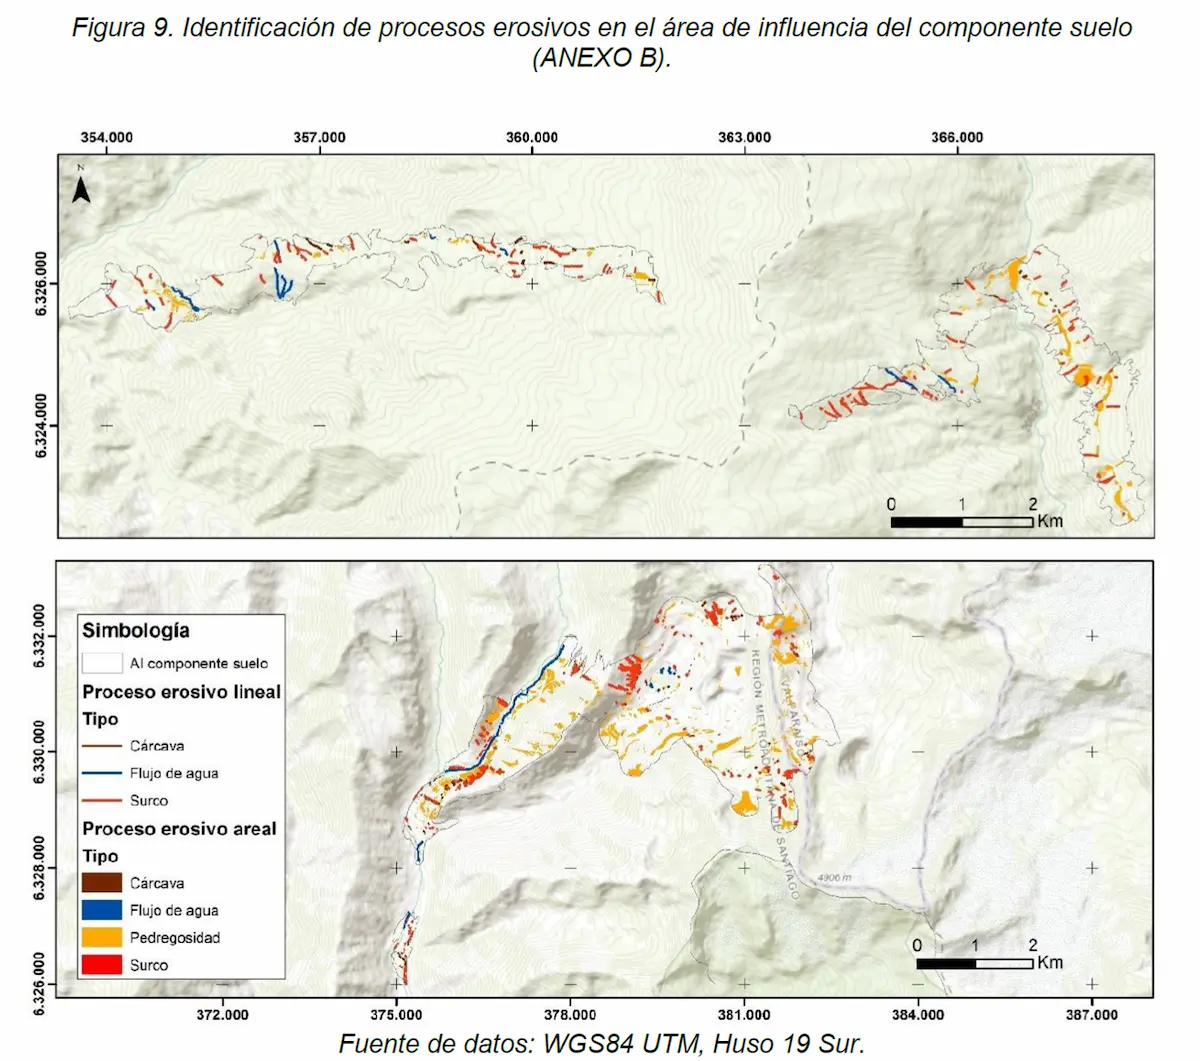 Figura 9. Identificación de procesos erosivos en el área de influencia del componente suelo
(ANEXO B).
354.000 357.000 360.000 363.000 366.000
N
6.326.000
6.324.000
0 1 2
Km
6.332.000
6.330.000
6.328.000
6.326.000
Simbología
AI componente suelo
Proceso erosivo lineal
Tipo
Cárcava
Flujo de agua
Surco
Proceso erosivo areal
Tipo
Cárcava
Flujo de agua
Pedregosidad
Surco
REGIÓN METROPOLITANA DE SANTIAGO
VALPARAÍSO
4906 m
0 1 2
Km
372.000 375.000 378.000 381.000 384.000 387.000
Fuente de datos: WGS84 UTM, Huso 19 Sur.